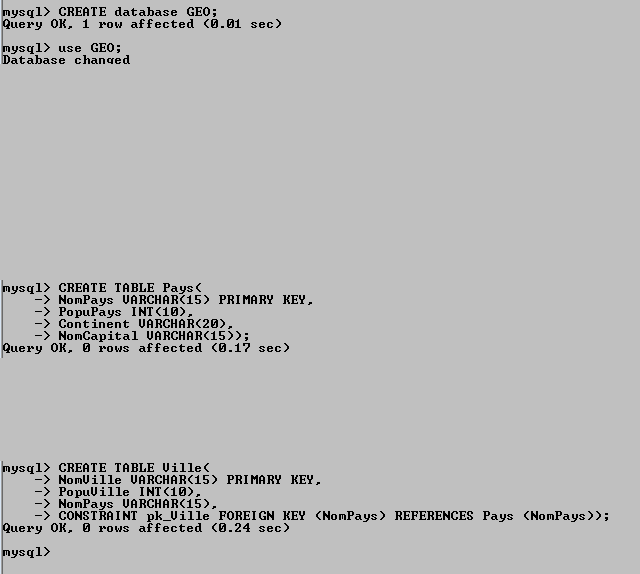 mysql> CREATE database GEO;
Query OK, 1 row affected (0.01 sec)
mysql> use GEO;
Database changed
mysql> CREATE TABLE Pays(
-> NomPays VARCHAR(15) PRIMARY KEY,
-> PopuPays INT(10),
-> Continent VARCHAR(20),
-> NomCapital VARCHAR(15));
Query OK, 0 rows affected (0.17 sec)
mysql> CREATE TABLE Ville(
-> NomVille VARCHAR(15) PRIMARY KEY,
-> PopuVille INT(10),
-> NomPays VARCHAR(15),
-> CONSTRAINT pk_Ville FOREIGN KEY (NomPays) REFERENCES Pays (NomPays));
Query OK, 0 rows affected (0.24 sec)
mysql>